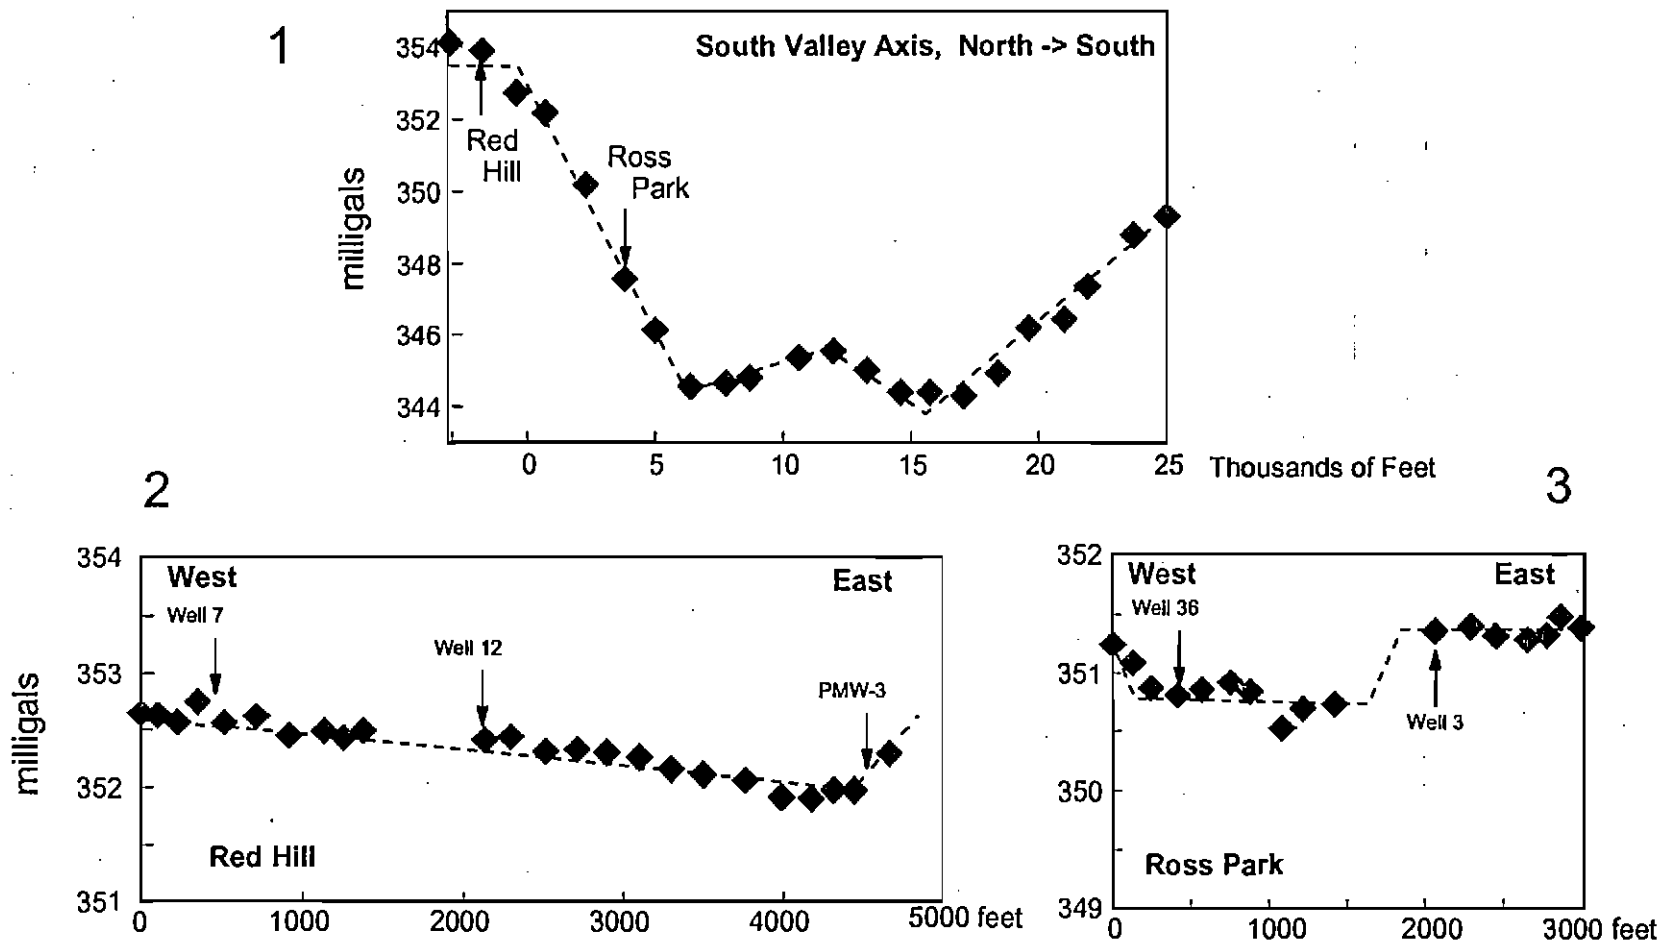 1
South Valley Axis, North -> South
354
352
350
348
346
344
milligals
Red
Hill
Ross
Park
0 5 10 15 20 25 Thousands of Feet
2
354
353
352
351
milligals
West East
Well 7
Well 12
PMW-3
Red Hill
0 1000 2000 3000 4000 5000 feet
3
352
351
350
349
West East
Well 36
Well 3
Ross Park
0 1000 2000 3000 feet